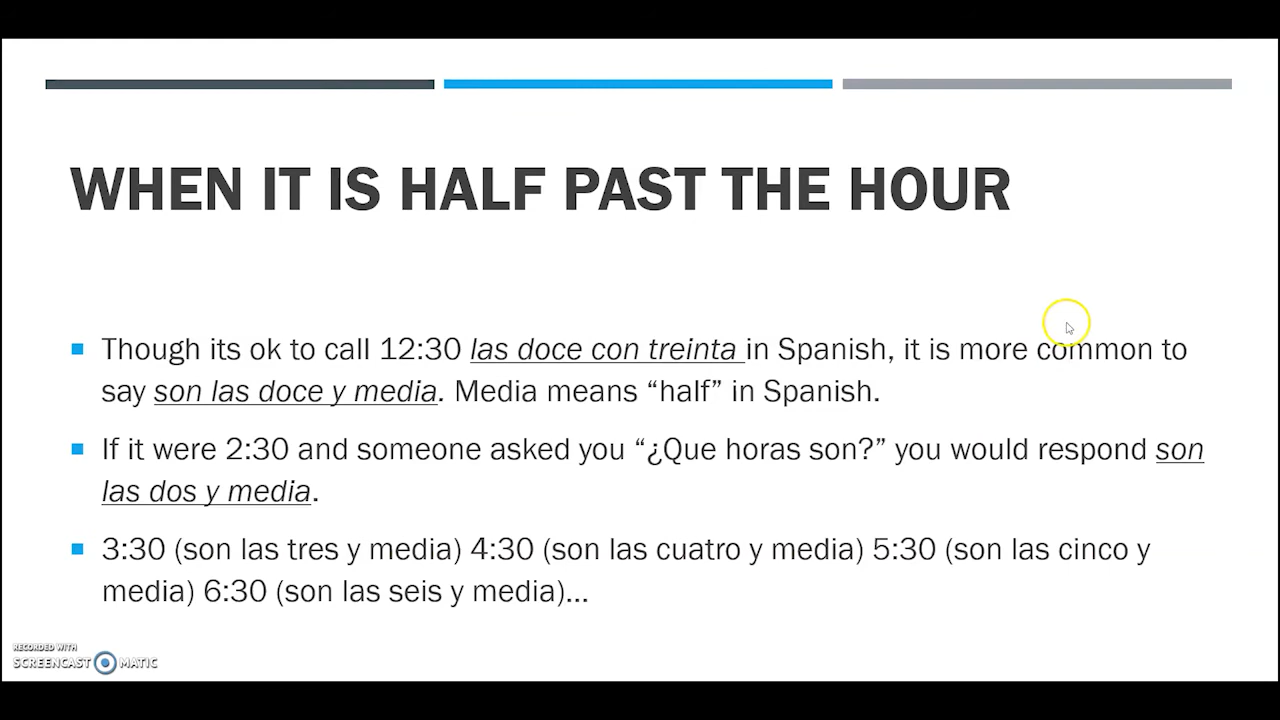 WHEN IT IS HALF PAST THE HOUR
Though its ok to call 12:30 las doce con treinta in Spanish, it is more common to
say son las doce y media. Media means “half” in Spanish.
If it were 2:30 and someone asked you “¿Que horas son?” you would respond son
las dos y media.
3:30 (son las tres y media) 4:30 (son las cuatro y media) 5:30 (son las cinco y
media) 6:30 (son las seis y media)...
RECORDED WITH
SCREENCAST MATIC